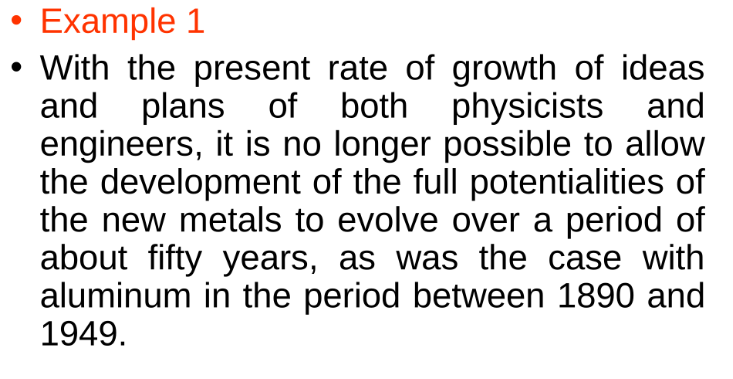 • Example 1
• With the present rate of growth of ideas
and plans of both physicists and
engineers, it is no longer possible to allow
the development of the full potentialities of
the new metals to evolve over a period of
about fifty years, as was the case with
aluminum in the period between 1890 and
1949.